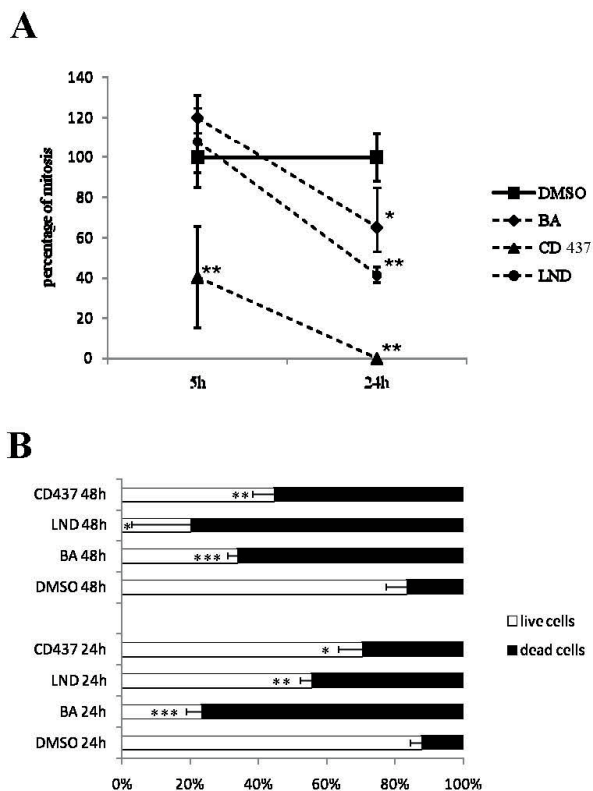 A
140
120
100
80
60
40
20
0
percentage of mitosis
**
*
**
**
5h
24h
DMSO
BA
CD 437
LND
B
CD437 48h
**
LND 48h
*
BA 48h
***
DMSO 48h
CD437 24h
*
LND 24h
**
BA 24h
***
DMSO 24h
0%
20%
40%
60%
80%
100%
live cells
dead cells